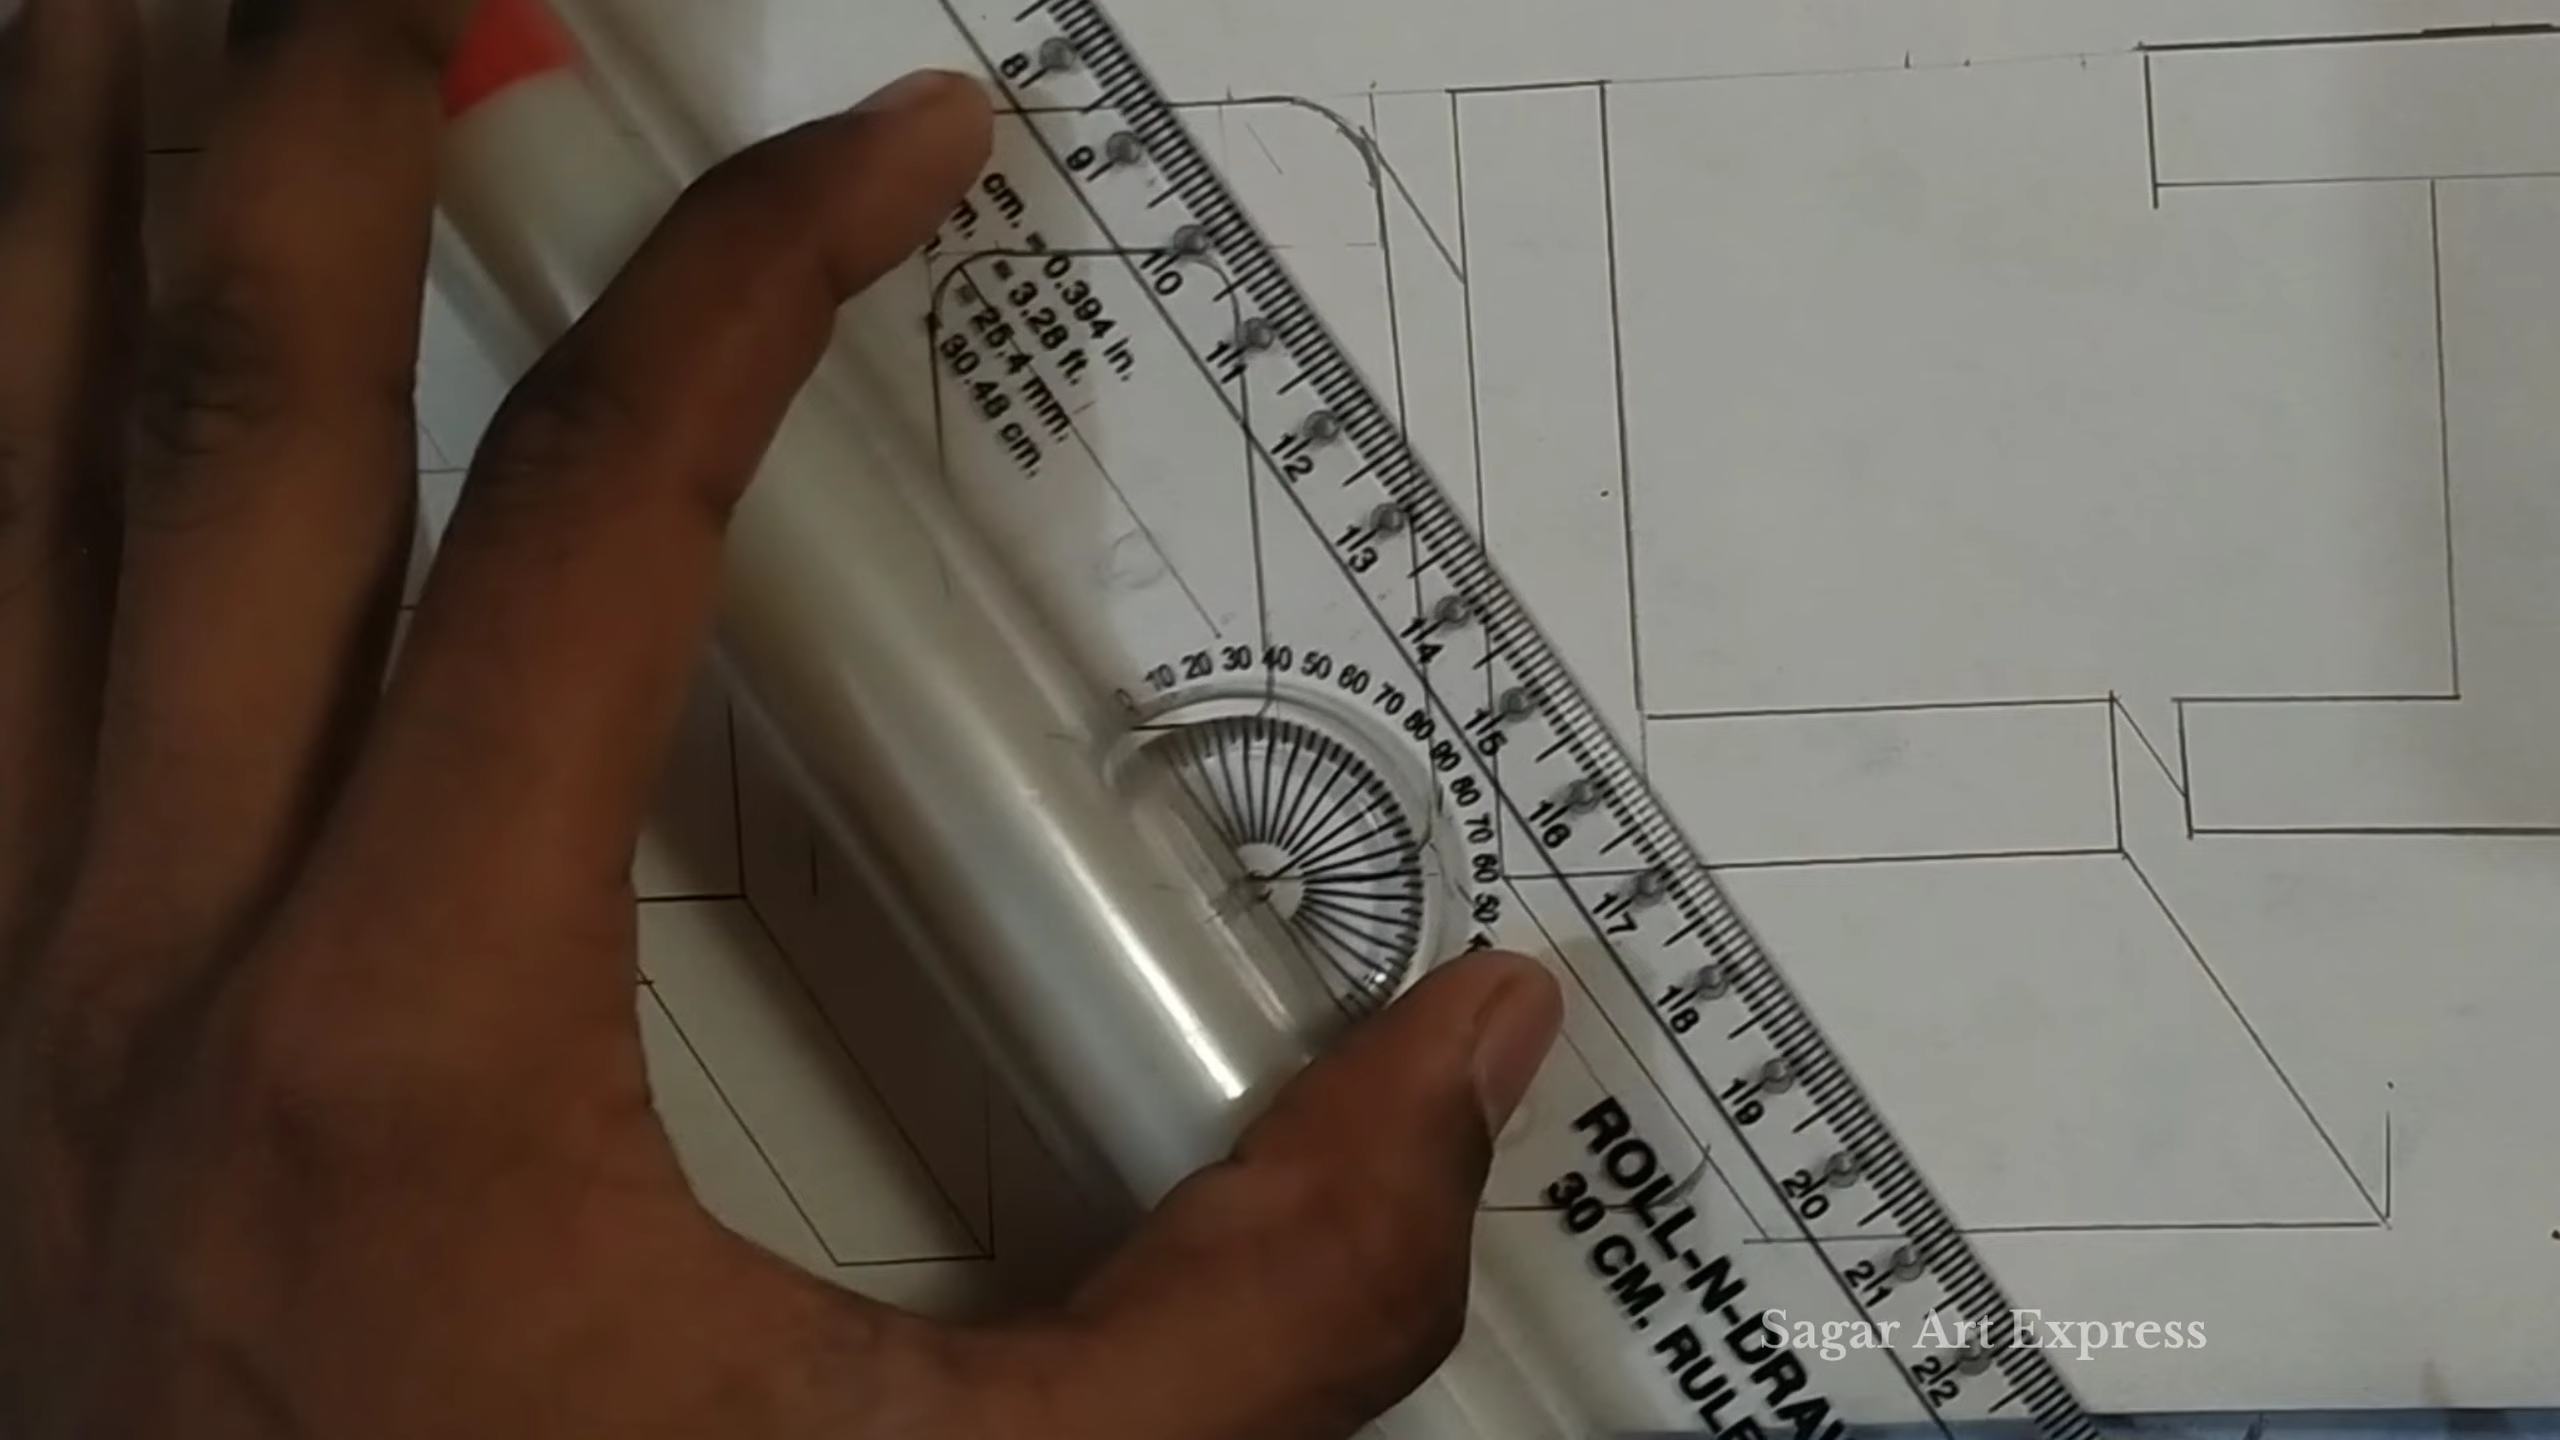 8
9
10
11
12
13
14
15
16
17
18
19
20
21
22
cm. = 0.394 in.
m. = 3.28 ft.
= 25.4 mm.
= 30.48 cm.
0 10 20 30 40 50 60 70 80 90 80 70 60 50
ROLL-N-DRAW
30 CM. RULE
Sagar Art Express